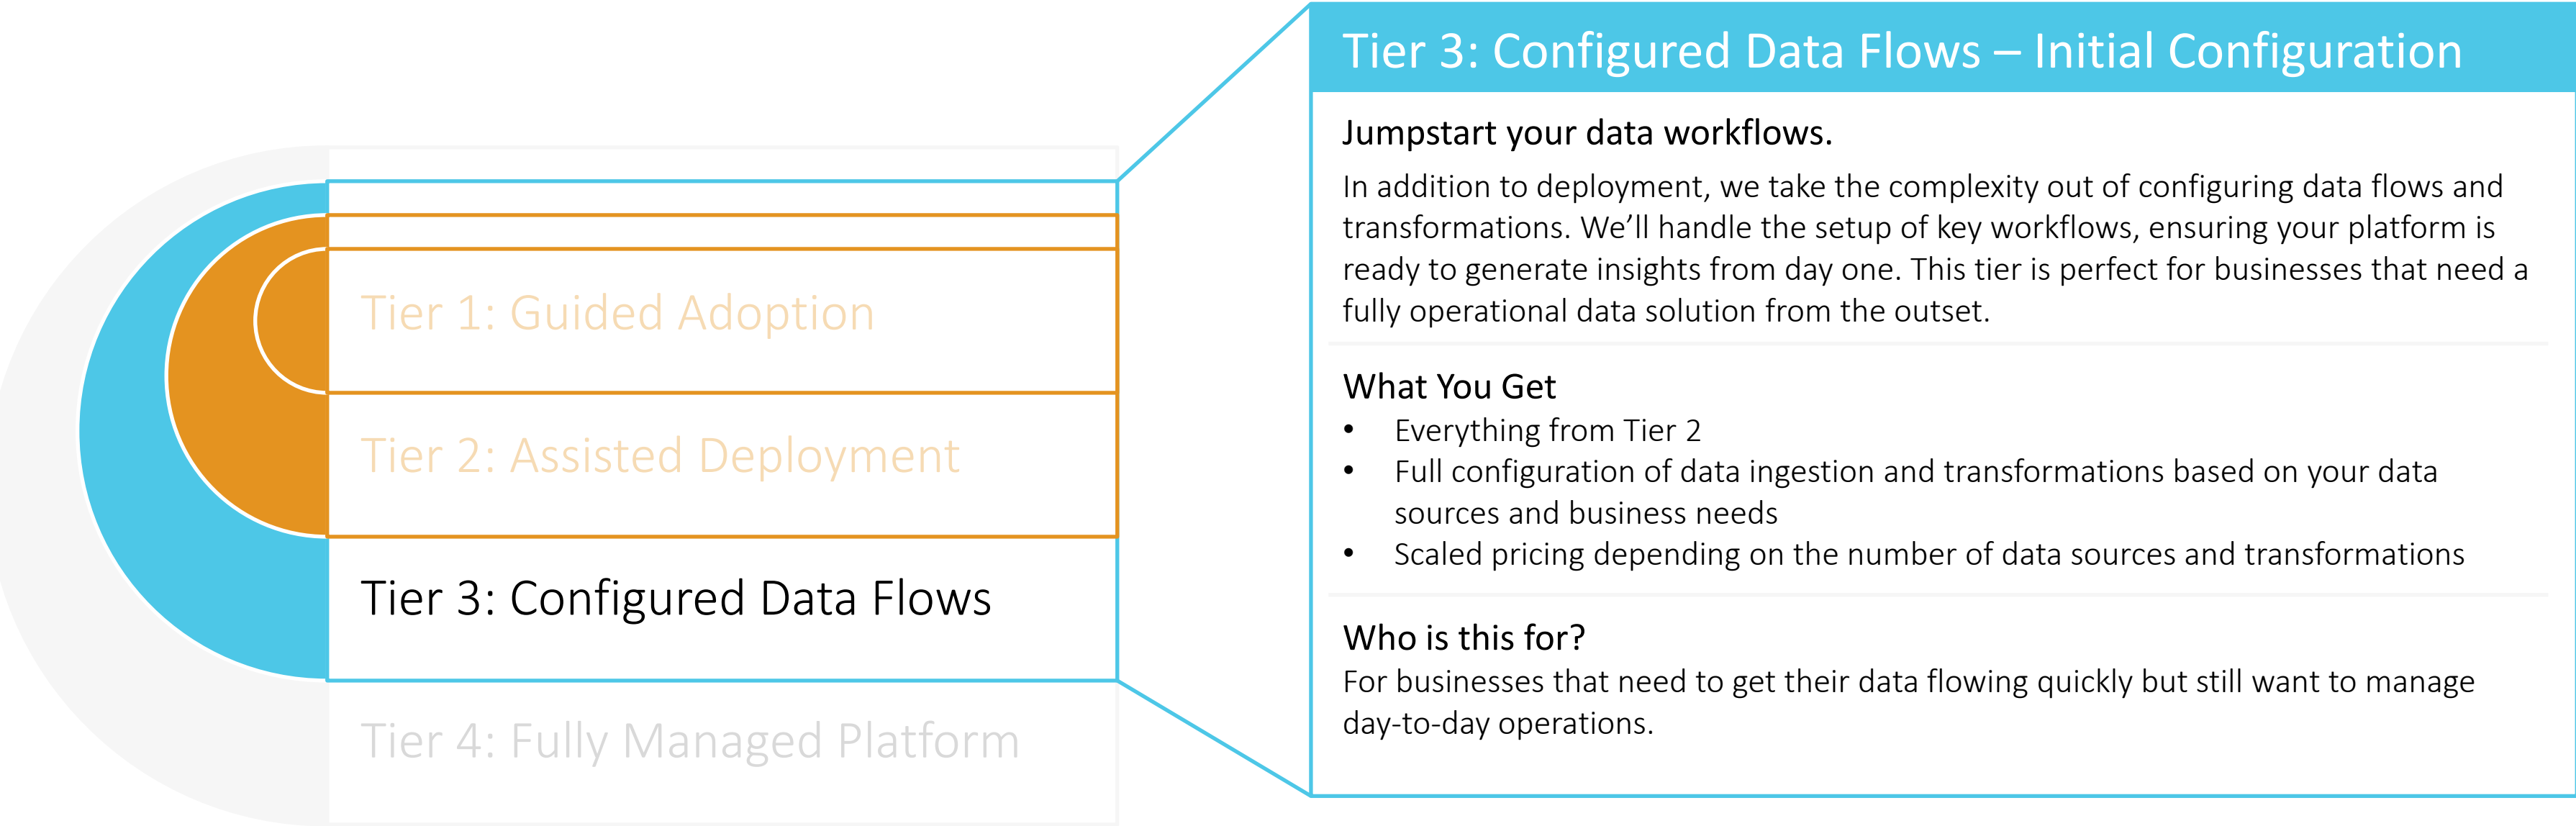 Tier 1: Guided Adoption
Tier 2: Assisted Deployment
Tier 3: Configured Data Flows
Tier 4: Fully Managed Platform
Tier 3: Configured Data Flows – Initial Configuration
Jumpstart your data workflows.
In addition to deployment, we take the complexity out of configuring data flows and
transformations. We’ll handle the setup of key workflows, ensuring your platform is
ready to generate insights from day one. This tier is perfect for businesses that need a
fully operational data solution from the outset.
What You Get
• Everything from Tier 2
• Full configuration of data ingestion and transformations based on your data
sources and business needs
• Scaled pricing depending on the number of data sources and transformations
Who is this for?
For businesses that need to get their data flowing quickly but still want to manage
day-to-day operations.